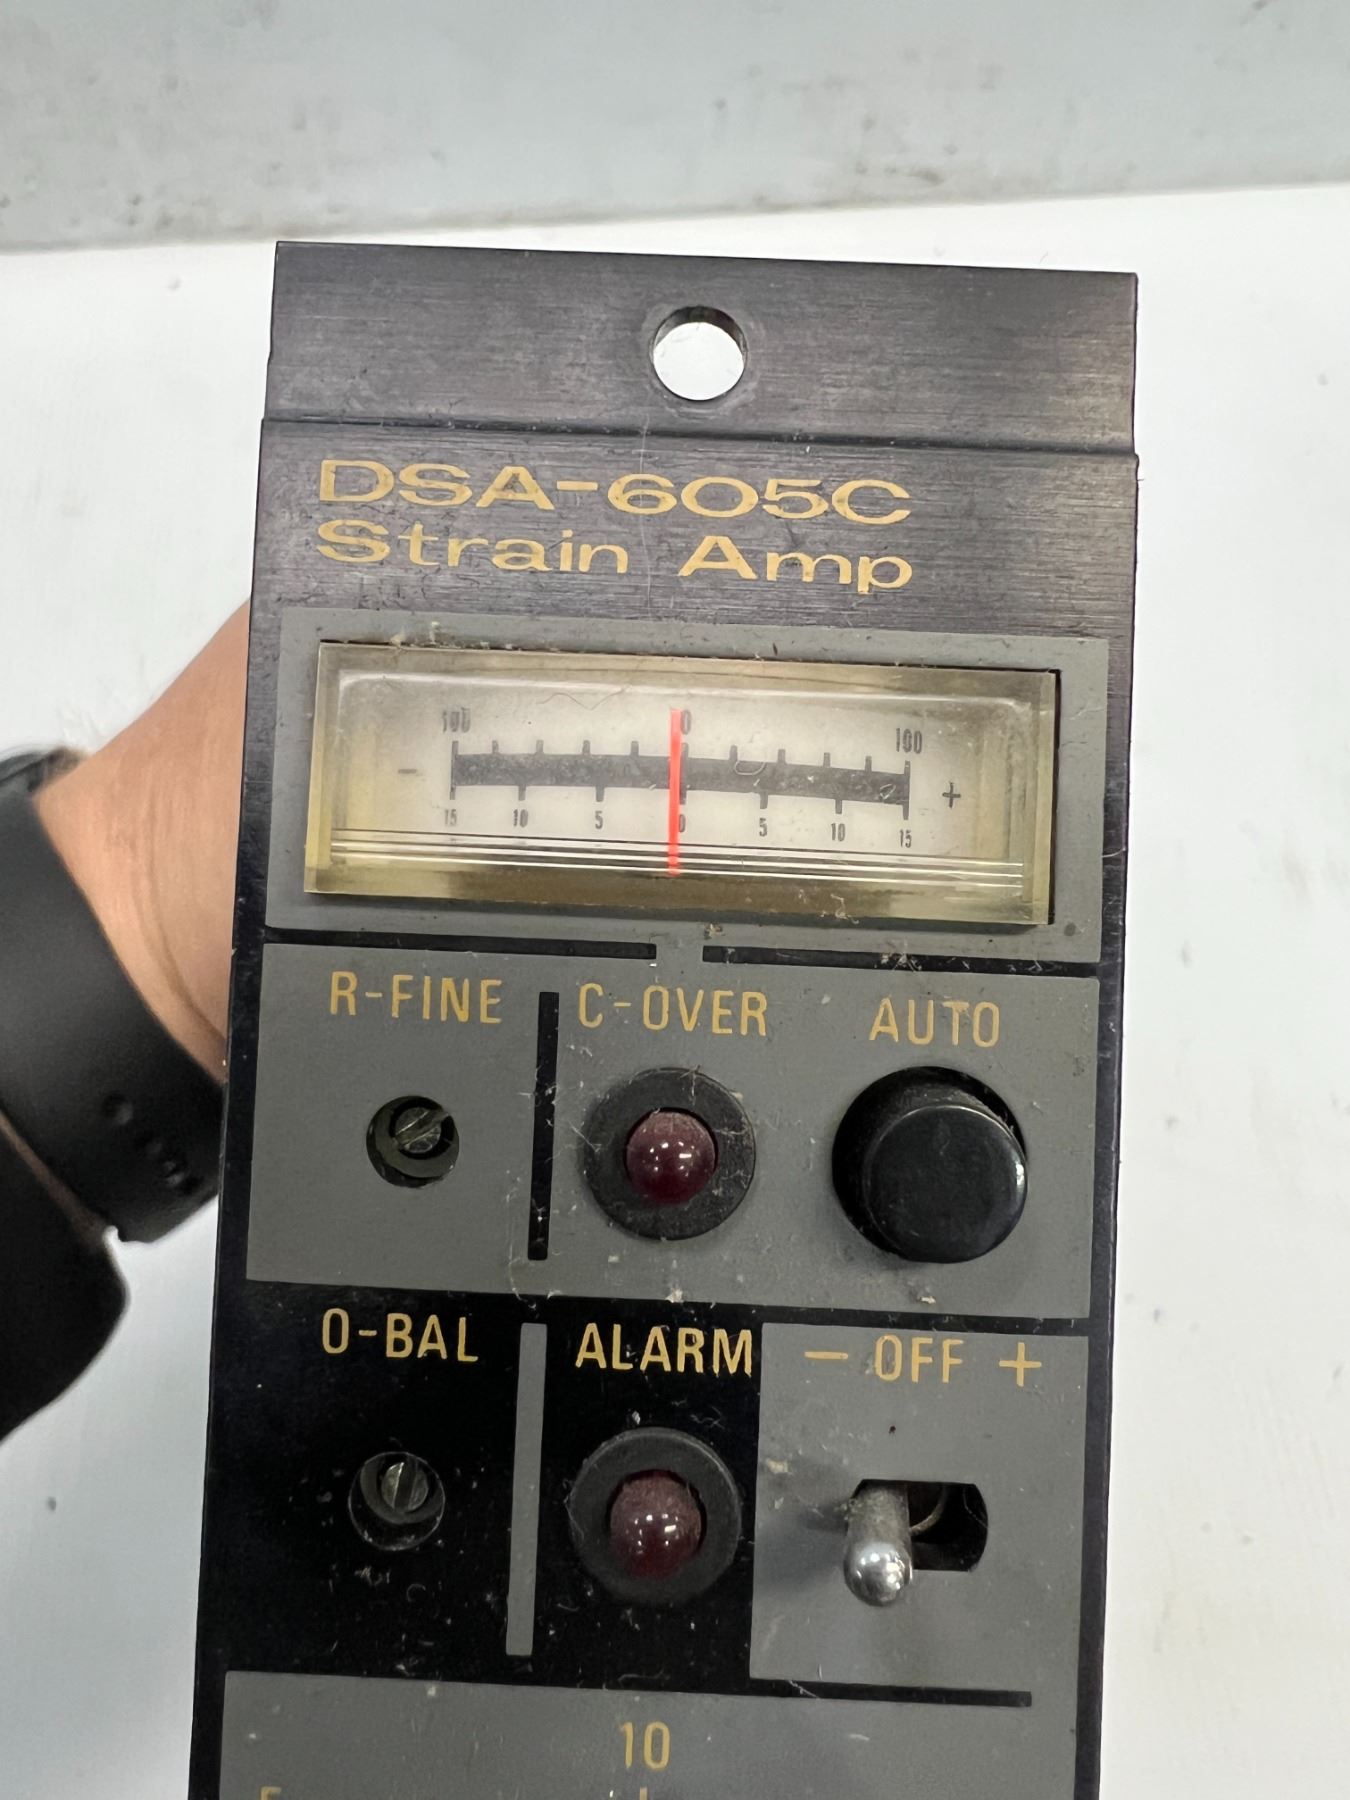 DSA-605C
Strain Amp
100 0 100
- +
15 10 5 0 5 10 15
R-FINE C-OVER AUTO
0-BAL ALARM - OFF +
10